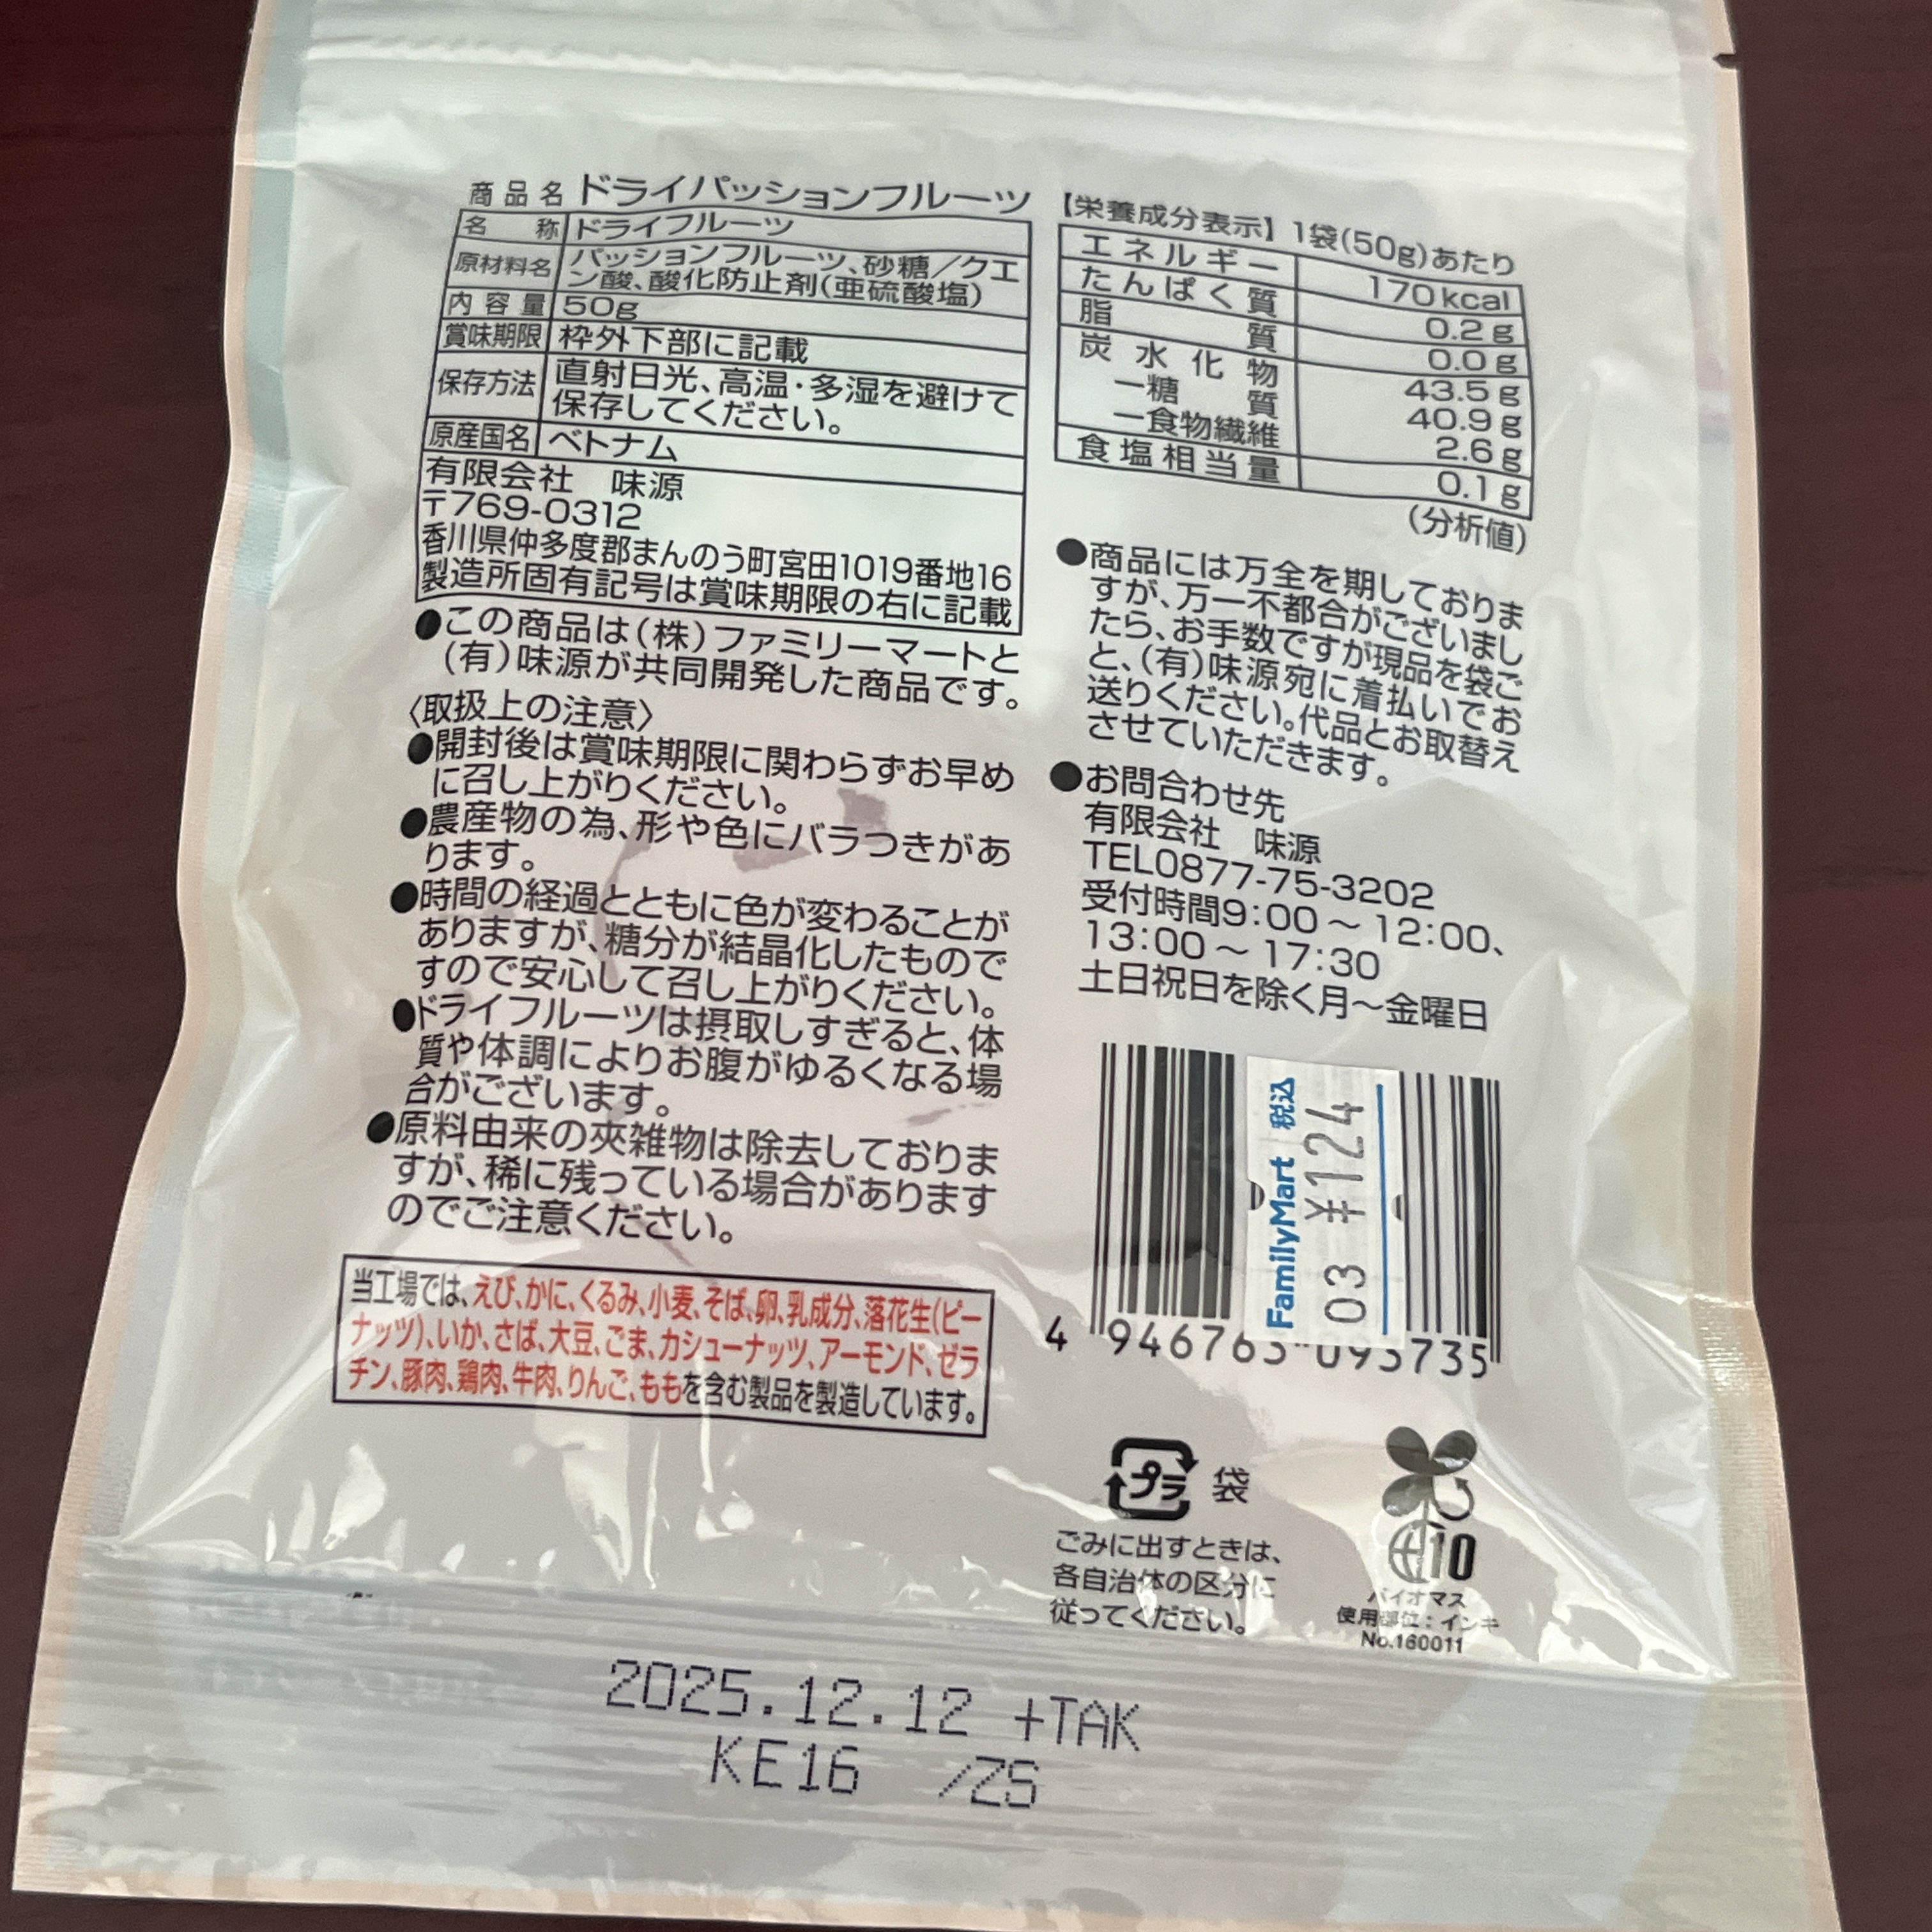 商品名 ドライパッションフルーツ
名称 ドライフルーツ
原材料名 パッションフルーツ、砂糖／クエ
ン酸、酸化防止剤(亜硫酸塩)
内容量 50g
賞味期限 枠外下部に記載
保存方法 直射日光、高温・多湿を避けて
保存してください。
原産国名 ベトナム
有限会社 味源
〒769-0312
香川県仲多度郡まんのう町宮田1019番地16
製造所固有記号は賞味期限の右に記載
●この商品は(株)ファミリーマートと
(有)味源が共同開発した商品です。
〈取扱上の注意〉
●開封後は賞味期限に関わらずお早め
に召し上がりください。
●農産物の為、形や色にバラつきがあ
ります。
●時間の経過とともに色が変わることが
ありますが、糖分が結晶化したもので
すので安心して召し上がりください。
●ドライフルーツは摂取しすぎると、体
質や体調によりお腹がゆるくなる場
合がございます。
●原料由来の夾雑物は除去しておりま
すが、稀に残っている場合があります
のでご注意ください。
当工場では、えび、かに、くるみ、小麦、そば、卵、乳成分、落花生(ピー
ナッツ)、いか、さば、大豆、ごま、カシューナッツ、アーモンド、ゼラ
チン、豚肉、鶏肉、牛肉、りんご、ももを含む製品を製造しています。
【栄養成分表示】1袋(50g)あたり
エネルギー 170kcal
たんぱく質 0.2g
脂質 0.0g
炭水化物 43.5g
ー糖質 40.9g
ー食物繊維 2.6g
食塩相当量 0.1g
(分析値)
●商品には万全を期しておりま
すが、万一不都合がございまし
たら、お手数ですが現品を袋ご
と、(有)味源宛に着払いでお
送りください。代品とお取替え
させていただきます。
●お問合わせ先
有限会社 味源
TEL0877-75-3202
受付時間9:00～12:00、
13:00～17:30
土日祝日を除く月～金曜日
FamilyMart 税込
03 ¥124
4 946763 093735
プラ 袋
ごみに出すときは、
各自治体の区分に
従ってください。
10
バイオマス
使用部位：インキ
No.160011
2025.12.12 +TAK
KE16 /ZS